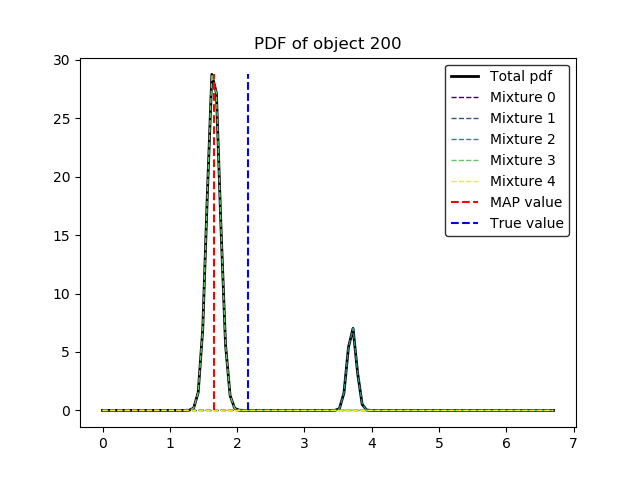 PDF of object 200
30
25
20
15
10
5
0
0 1 2 3 4 5 6 7
Total pdf
Mixture 0
Mixture 1
Mixture 2
Mixture 3
Mixture 4
MAP value
True value